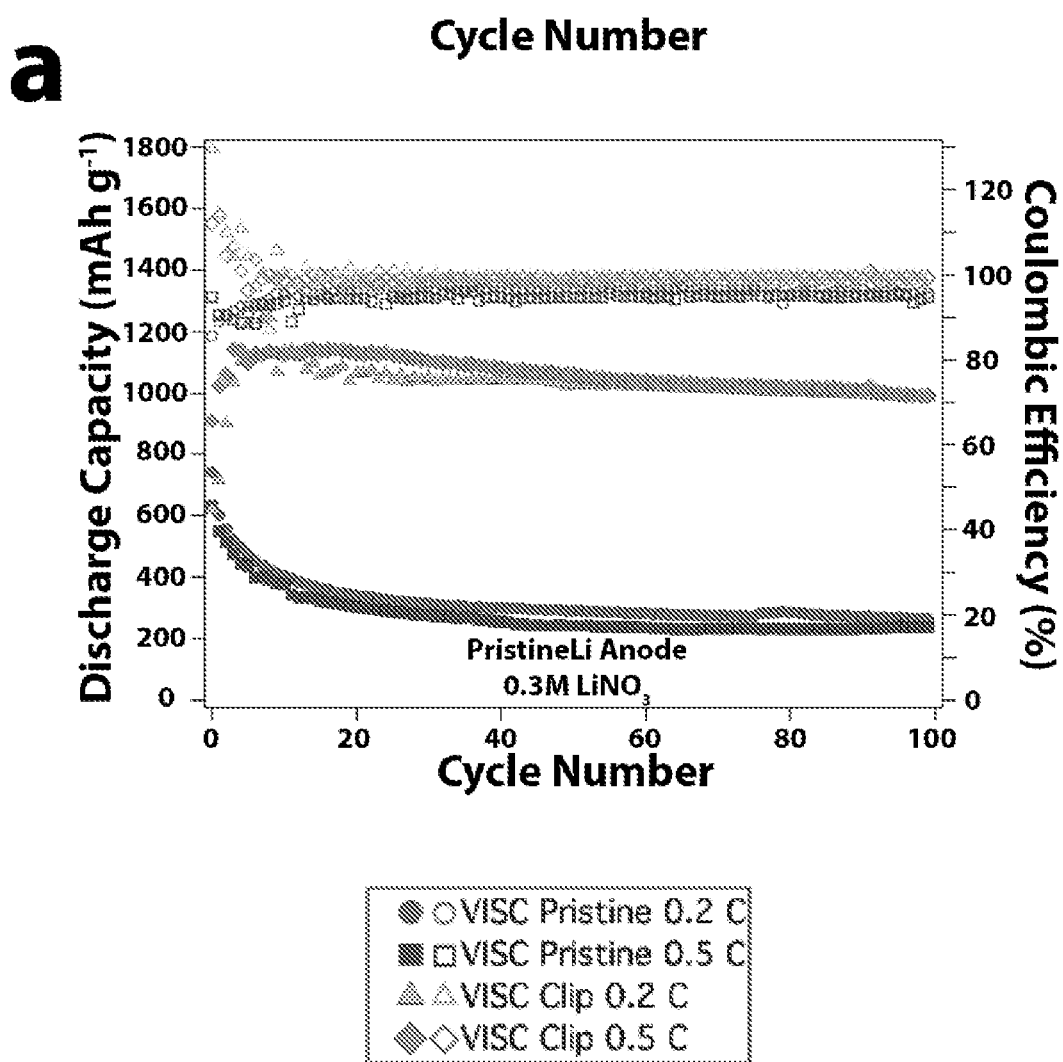 Cycle Number
a
Discharge Capacity (mAh g⁻¹)
1800
1600
1400
1200
1000
800
600
400
200
0
120
100
80
60
40
20
0
Coulombic Efficiency (%)
PristineLi Anode
0.3M LiNO₃
0 20 40 60 80 100
Cycle Number
VISC Pristine 0.2 C
VISC Pristine 0.5 C
VISC Clip 0.2 C
VISC Clip 0.5 C